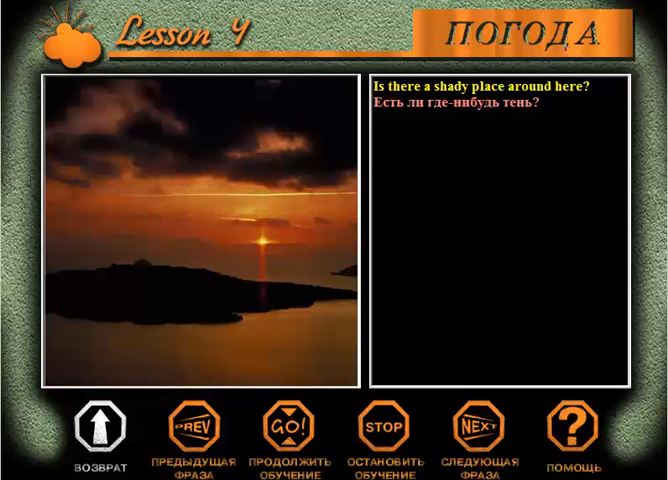 Lesson 4
ПОГОДА
Is there a shady place around here?
Есть ли где-нибудь тень?
PREV
GO!
STOP
NEXT
?
ВОЗВРАТ
ПРЕДЫДУЩАЯ
ФРАЗА
ПРОДОЛЖИТЬ
ОБУЧЕНИЕ
ОСТАНОВИТЬ
ОБУЧЕНИЕ
СЛЕДУЮЩАЯ
ФРАЗА
ПОМОЩЬ